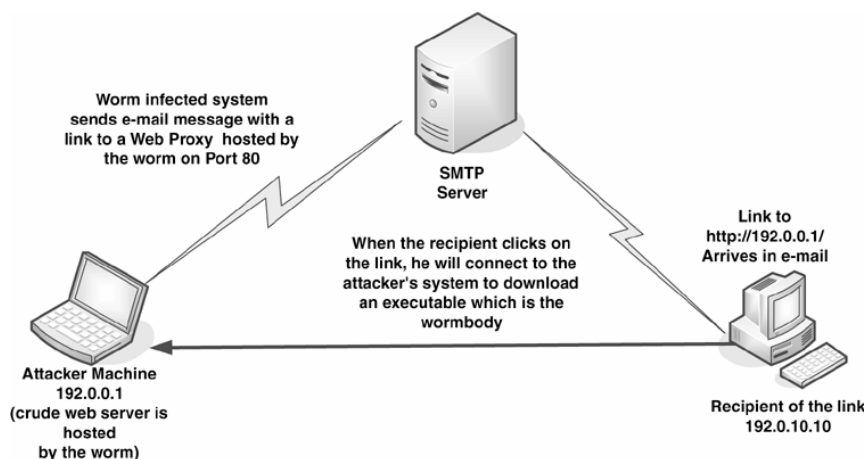 Worm infected system
sends e-mail message with a
link to a Web Proxy hosted by
the worm on Port 80
SMTP
Server
Link to
http://192.0.0.1/
Arrives in e-mail
When the recipient clicks on
the link, he will connect to the
attacker's system to download
an executable which is the
wormbody
Attacker Machine
192.0.0.1
(crude web server is
hosted
by the worm)
Recipient of the link
192.0.10.10